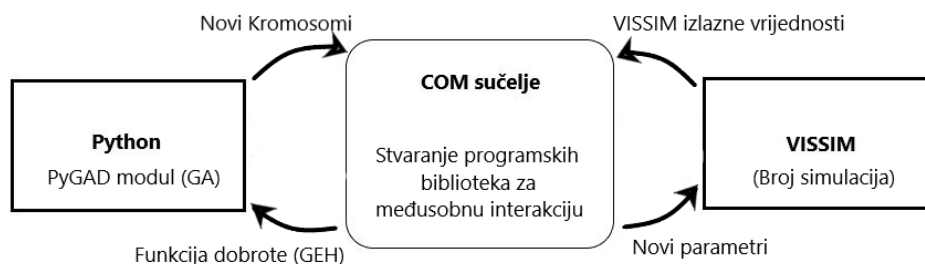 Novi Kromosomi
VISSIM izlazne vrijednosti
COM sučelje
Python
PyGAD modul (GA)
Stvaranje programskih
biblioteka za
međusobnu interakciju
VISSIM
(Broj simulacija)
Funkcija dobrote (GEH)
Novi parametri